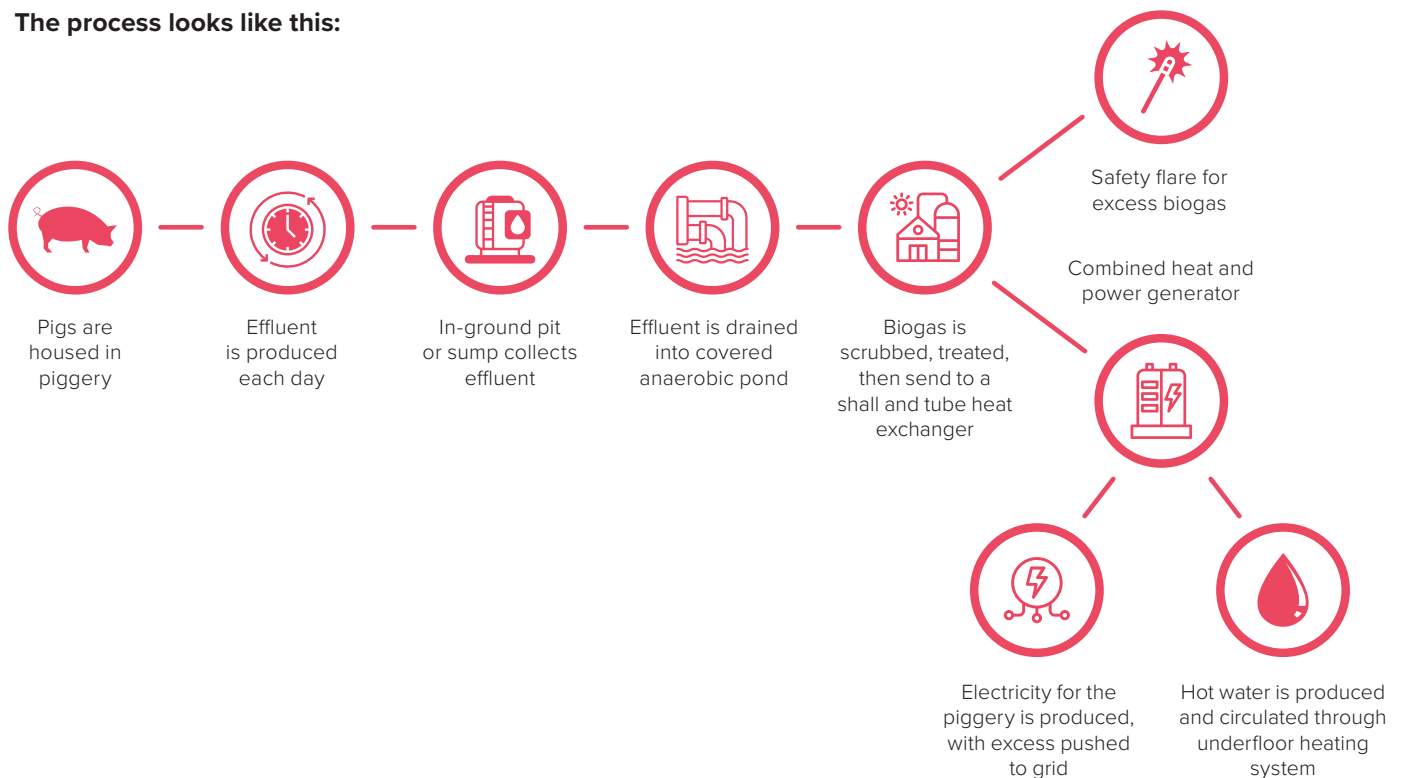 The process looks like this:
Pigs are
housed in
piggery
Effluent
is produced
each day
In-ground pit
or sump collects
effluent
Effluent is drained
into covered
anaerobic pond
Biogas is
scrubbed, treated,
then send to a
shall and tube heat
exchanger
Safety flare for
excess biogas
Combined heat and
power generator
Electricity for the
piggery is produced,
with excess pushed
to grid
Hot water is produced
and circulated through
underfloor heating
system